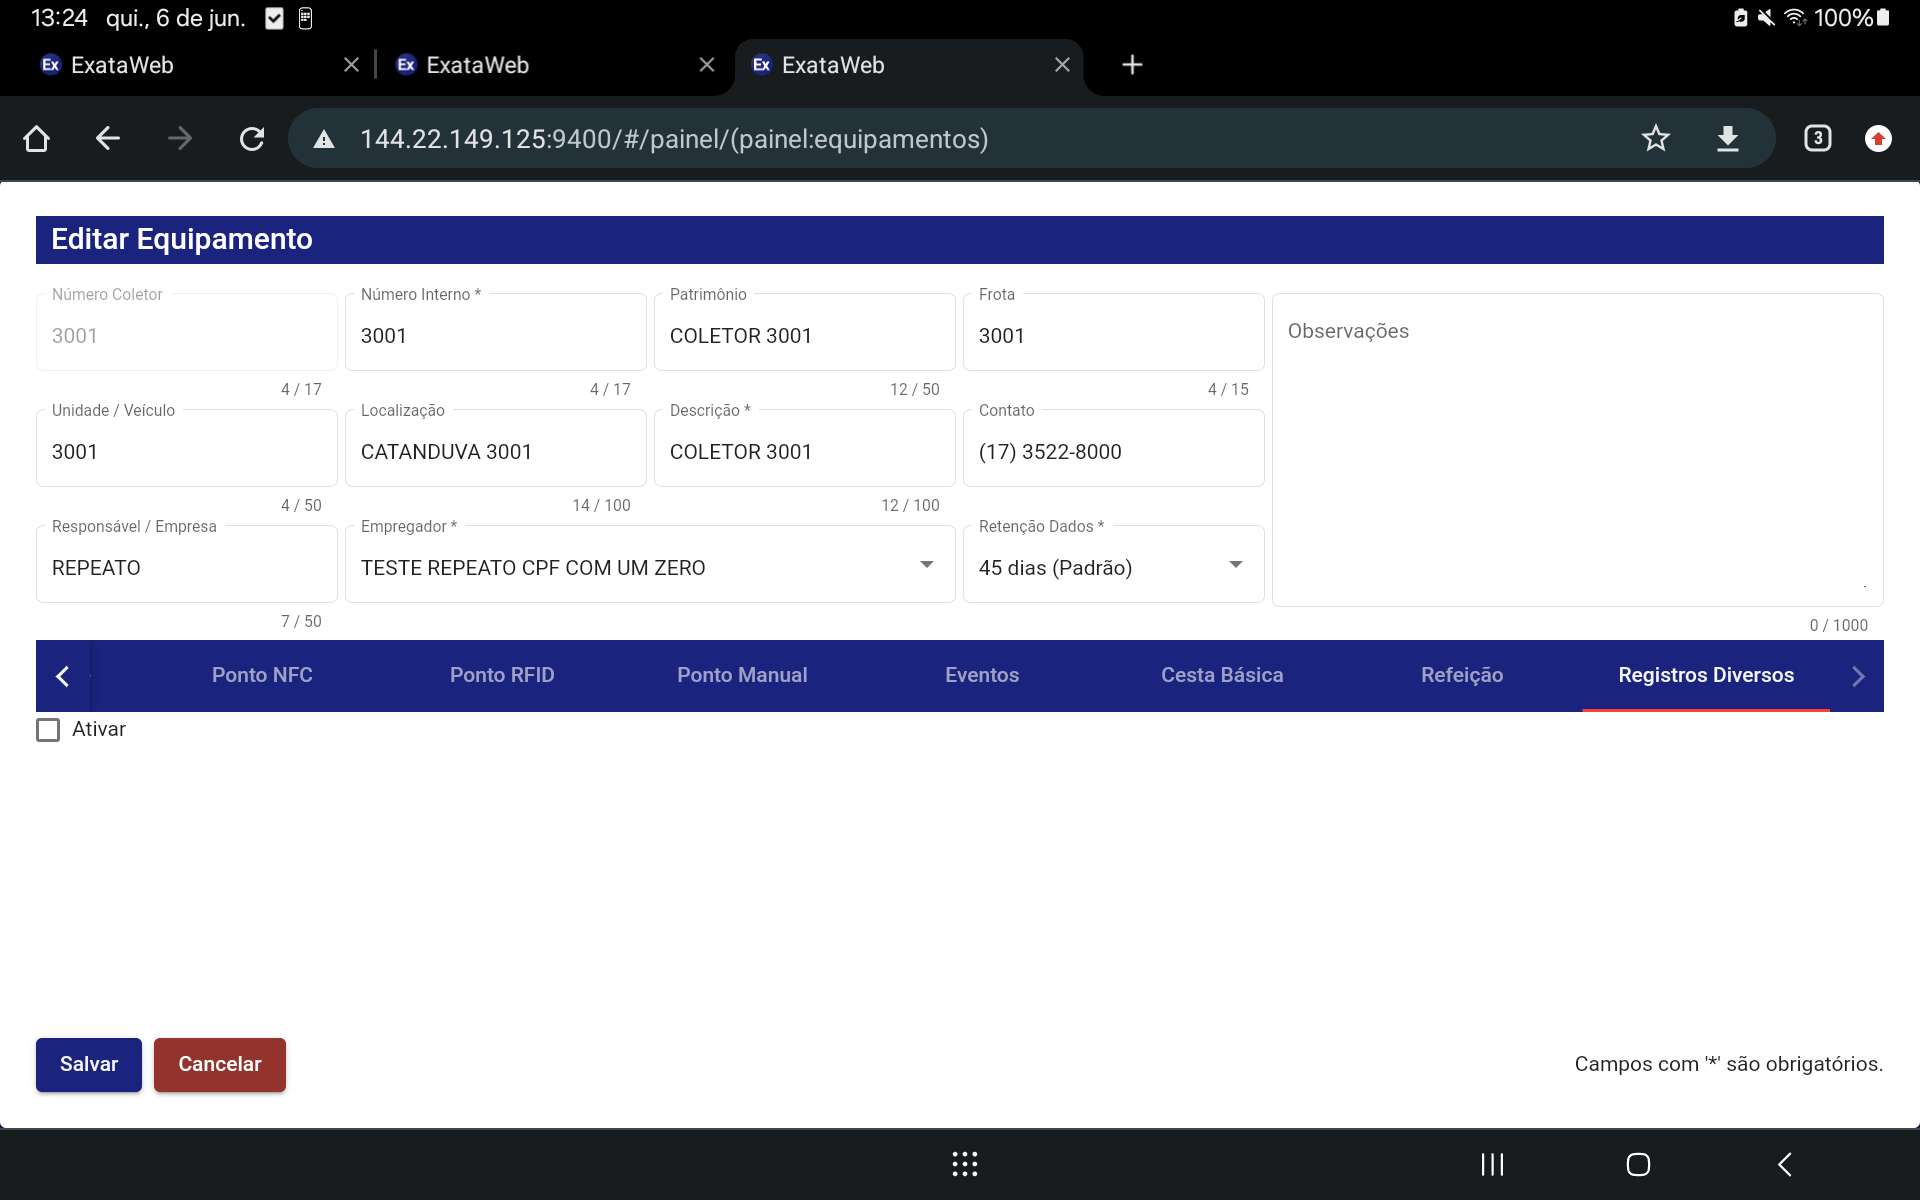 13:24 qui., 6 de jun. 100%
Ex ExataWeb Ex ExataWeb Ex ExataWeb
144.22.149.125:9400/#/painel/(painel:equipamentos) 3
Editar Equipamento
Número Coletor Número Interno * Patrimônio Frota
3001 3001 COLETOR 3001 3001 Observações
4 / 17 4 / 17 12 / 50 4 / 15
Unidade / Veículo Localização Descrição * Contato
3001 CATANDUVA 3001 COLETOR 3001 (17) 3522-8000
4 / 50 14 / 100 12 / 100
Responsável / Empresa Empregador * Retenção Dados *
REPEATO TESTE REPEATO CPF COM UM ZERO 45 dias (Padrão)
7 / 50 0 / 1000
Ponto NFC Ponto RFID Ponto Manual Eventos Cesta Básica Refeição Registros Diversos
Ativar
Salvar Cancelar Campos com '*' são obrigatórios.